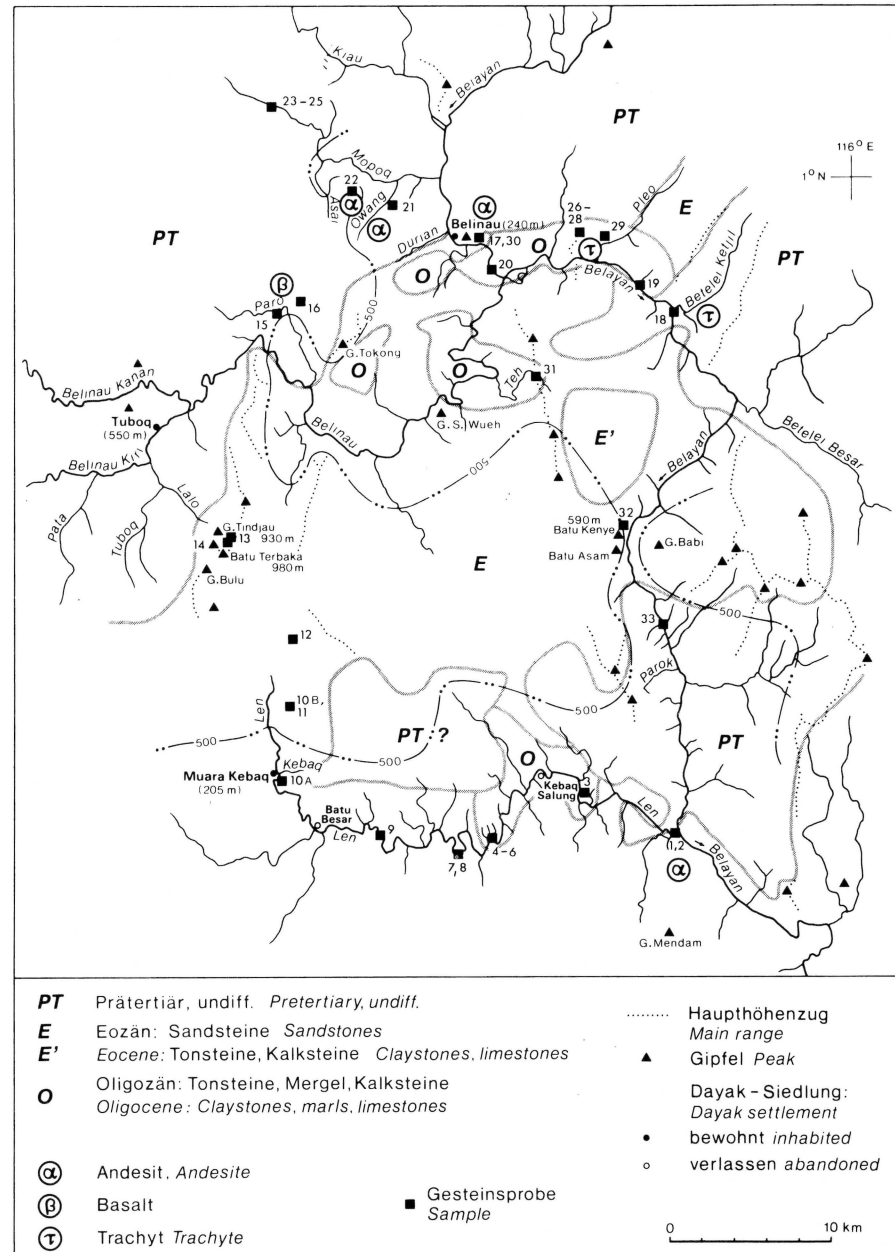 Kiau
Belayan
Belayan
23-25
PT
PT
116° E
1° N
Mopoq
22
α
Asai
Owang
21
α
α
26-
28
Pleo
29
E
PT
Durian
Belinau (240m)
17,30
O
τ
PT
O
20
Belayan
19
Betelei Ketjil
β
Paro
16
15
500
18
τ
G. Tokong
O
O
Teh
31
Belinau Kanan
Tuboq
(550 m)
Belinau
G. S. Wueh
E'
Betelei Besar
Belinau Kiri
500
Belayan
Lalo
Pata
Tuboq
G. Tindjau
13
930 m
14
Batu Terbaka
980 m
G. Bulu
590 m
32
Batu Kenye
Batu Asam
G. Babi
E
12
33
500
Parok
10 B,
11
Len
500
PT ?
500
PT
500
Kebaq
Muara Kebaq
(205 m)
10 A
O
Kebaq
Salung
3
Len
Batu
Besar
Len
9
7,8
4-6
1,2
α
Belayan
G. Mendam
PT Prätertiär, undiff. Pretertiary, undiff.
E Eozän: Sandsteine Sandstones
E' Eocene: Tonsteine, Kalksteine Claystones, limestones
O Oligozän: Tonsteine, Mergel, Kalksteine
Oligocene: Claystones, marls, limestones
α Andesit, Andesite
β Basalt
τ Trachyt Trachyte
Gesteinsprobe
Sample
Haupthöhenzug
Main range
Gipfel Peak
Dayak-Siedlung:
Dayak settlement
bewohnt inhabited
verlassen abandoned
0 10 km